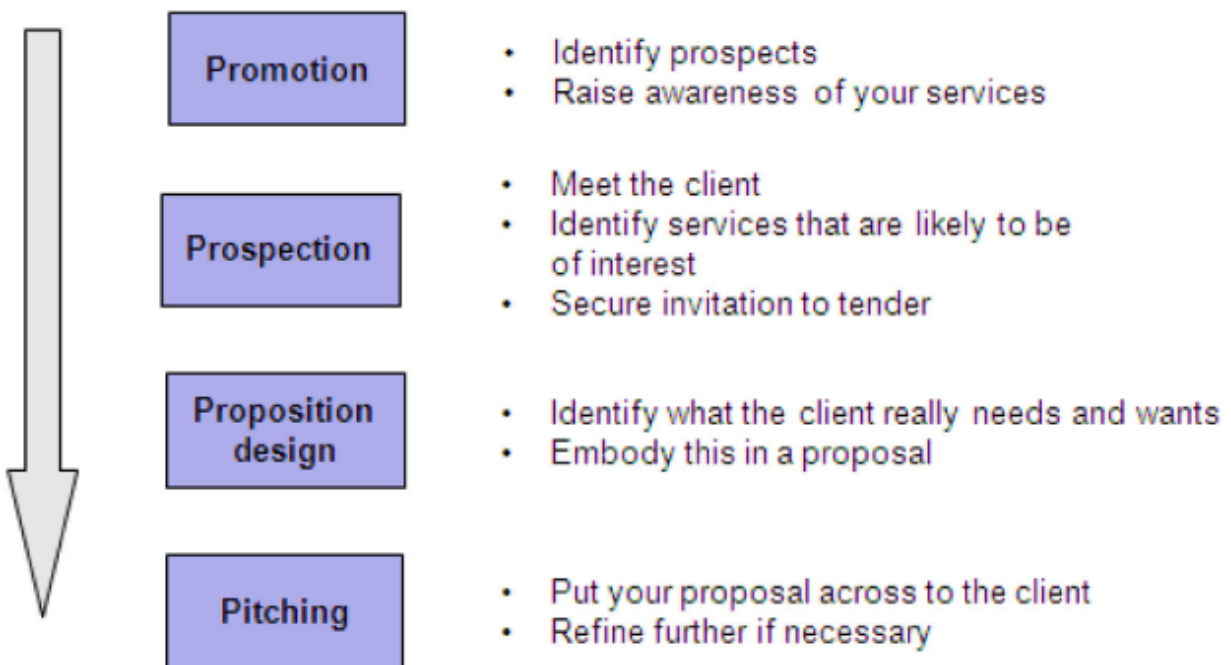 Promotion
• Identify prospects
• Raise awareness of your services
Prospection
• Meet the client
• Identify services that are likely to be
of interest
• Secure invitation to tender
Proposition
design
• Identify what the client really needs and wants
• Embody this in a proposal
Pitching
• Put your proposal across to the client
• Refine further if necessary